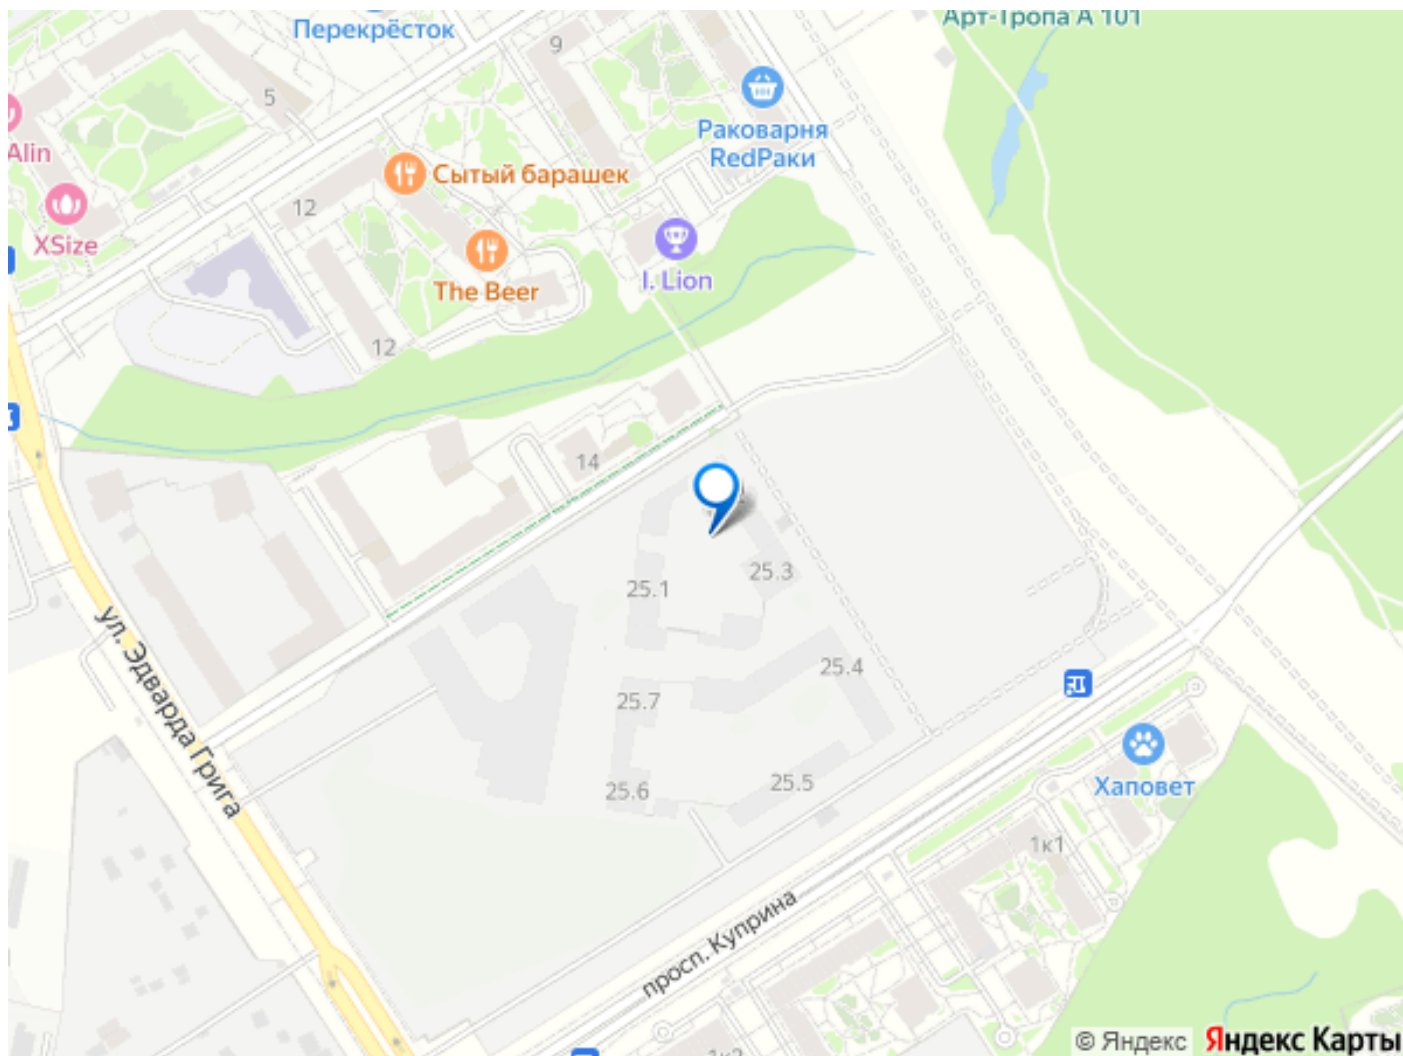 Перекрёсток
9
Арт-Тропа А 101
5
Раковарня
RedРаки
Alin
Сытый барашек
12
XSize
I. Lion
The Beer
12
14
25.3
25.1
ул. Эдварда Грига
25.4
25.7
Хаповет
25.5
25.6
1к1
просп. Куприна
© Яндекс
Яндекс Карты